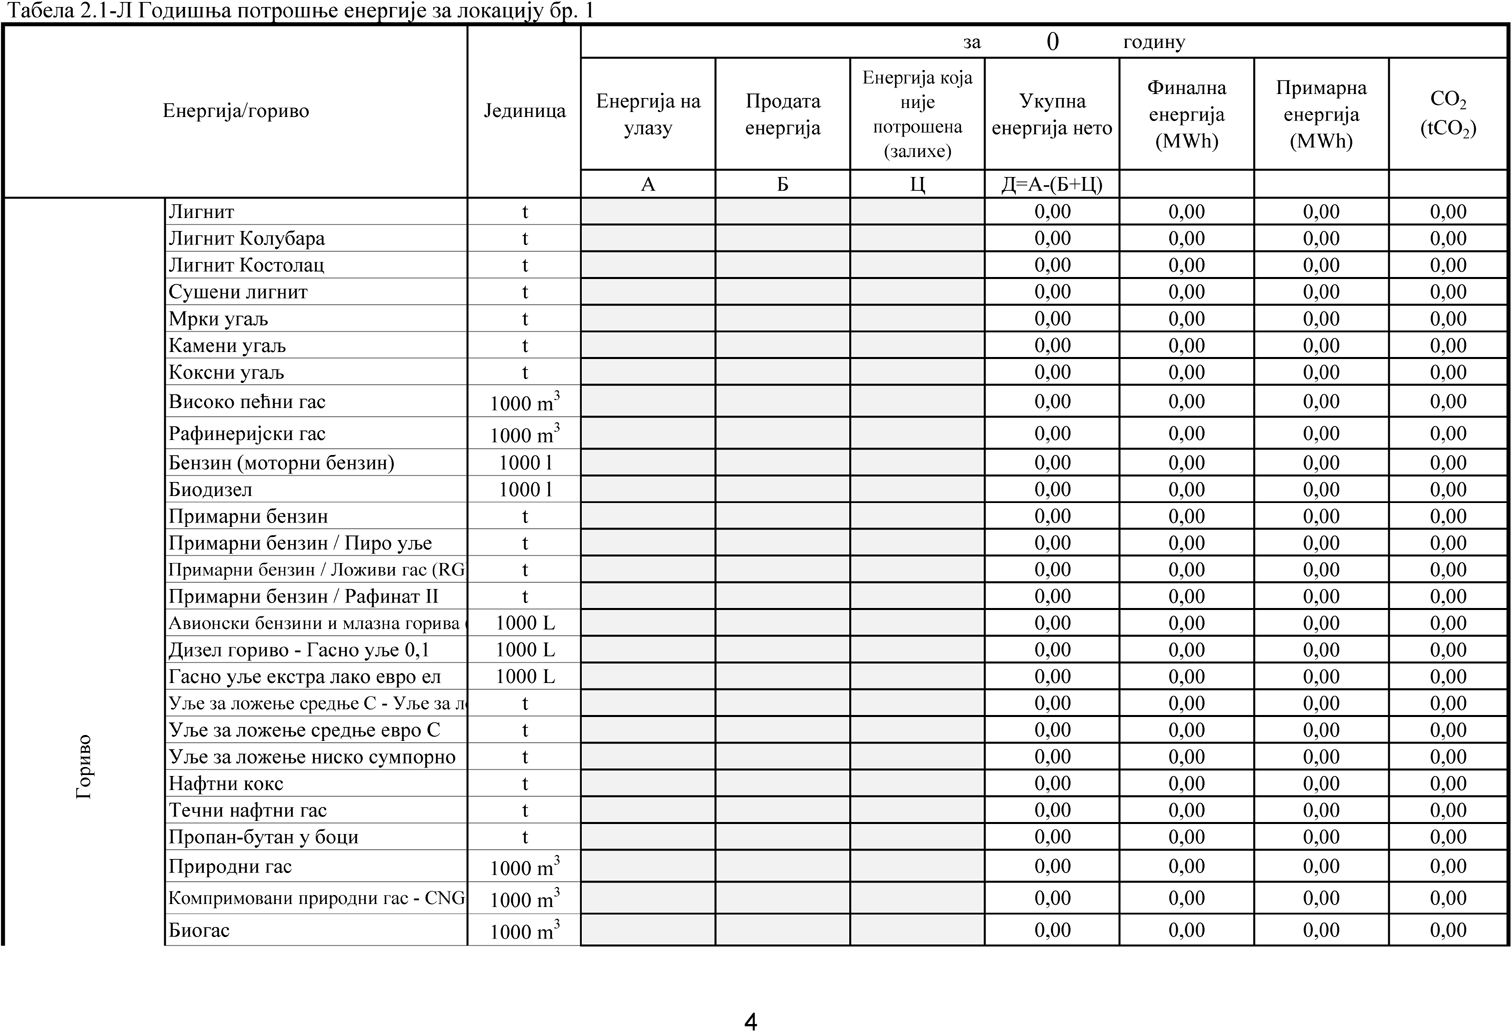 Табела 2.1-Л Годишња потрошње енергије за локацију бр. 1
за 0 годину
Енергија/гориво Јединица Енергија на улазу Продата енергија Енергија која није потрошена (залихе) Укупна енергија нето Финална енергија (MWh) Примарна енергија (MWh) CO₂ (tCO₂)
А Б Ц Д=А-(Б+Ц)
Гориво
Лигнит t 0,00 0,00 0,00 0,00
Лигнит Колубара t 0,00 0,00 0,00 0,00
Лигнит Костолац t 0,00 0,00 0,00 0,00
Сушени лигнит t 0,00 0,00 0,00 0,00
Мрки угаљ t 0,00 0,00 0,00 0,00
Камени угаљ t 0,00 0,00 0,00 0,00
Коксни угаљ t 0,00 0,00 0,00 0,00
Високо пећни гас 1000 m³ 0,00 0,00 0,00 0,00
Рафинеријски гас 1000 m³ 0,00 0,00 0,00 0,00
Бензин (моторни бензин) 1000 l 0,00 0,00 0,00 0,00
Биодизел 1000 l 0,00 0,00 0,00 0,00
Примарни бензин t 0,00 0,00 0,00 0,00
Примарни бензин / Пиро уље t 0,00 0,00 0,00 0,00
Примарни бензин / Ложиви гас (RG t 0,00 0,00 0,00 0,00
Примарни бензин / Рафинат II t 0,00 0,00 0,00 0,00
Авионски бензини и млазна горива ( 1000 L 0,00 0,00 0,00 0,00
Дизел гориво - Гасно уље 0,1 1000 L 0,00 0,00 0,00 0,00
Гасно уље екстра лако евро ел 1000 L 0,00 0,00 0,00 0,00
Уље за ложење средње С - Уље за л t 0,00 0,00 0,00 0,00
Уље за ложење средње евро С t 0,00 0,00 0,00 0,00
Уље за ложење ниско сумпорно t 0,00 0,00 0,00 0,00
Нафтни кокс t 0,00 0,00 0,00 0,00
Течни нафтни гас t 0,00 0,00 0,00 0,00
Пропан-бутан у боци t 0,00 0,00 0,00 0,00
Природни гас 1000 m³ 0,00 0,00 0,00 0,00
Компримовани природни гас - CNG 1000 m³ 0,00 0,00 0,00 0,00
Биогас 1000 m³ 0,00 0,00 0,00 0,00
4